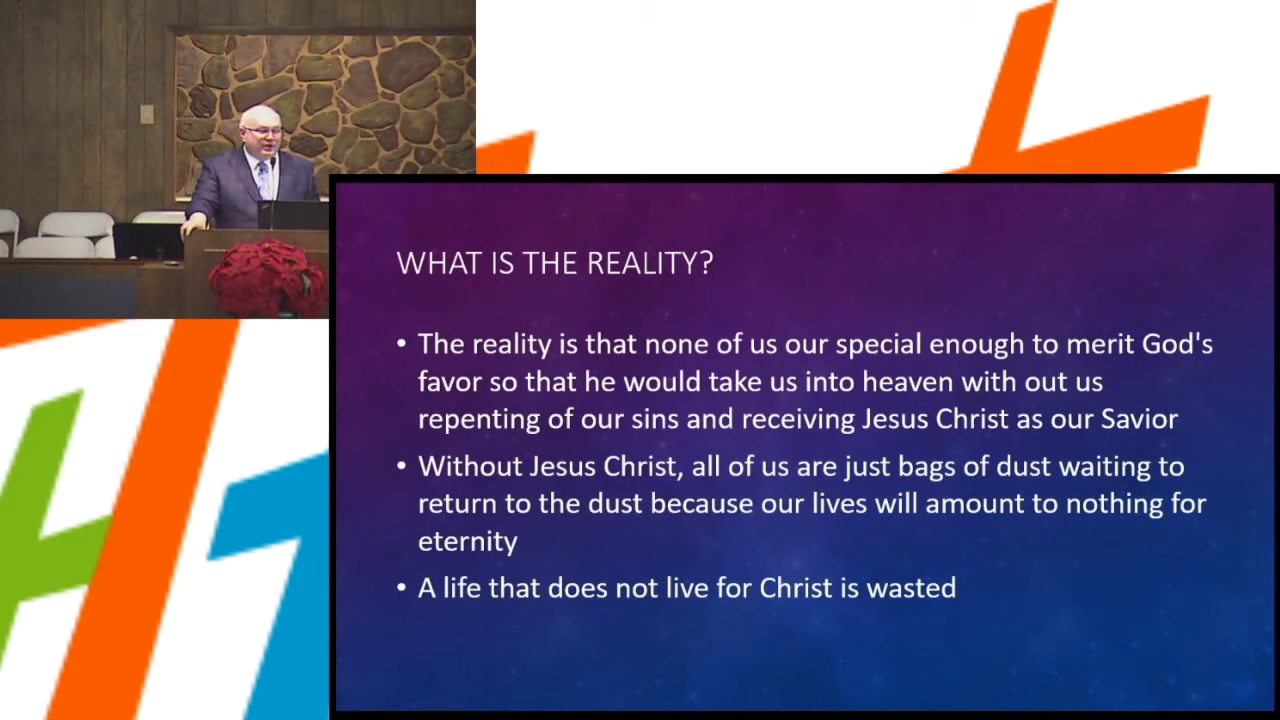 WHAT IS THE REALITY?
• The reality is that none of us our special enough to merit God's
favor so that he would take us into heaven with out us
repenting of our sins and receiving Jesus Christ as our Savior
• Without Jesus Christ, all of us are just bags of dust waiting to
return to the dust because our lives will amount to nothing for
eternity
• A life that does not live for Christ is wasted